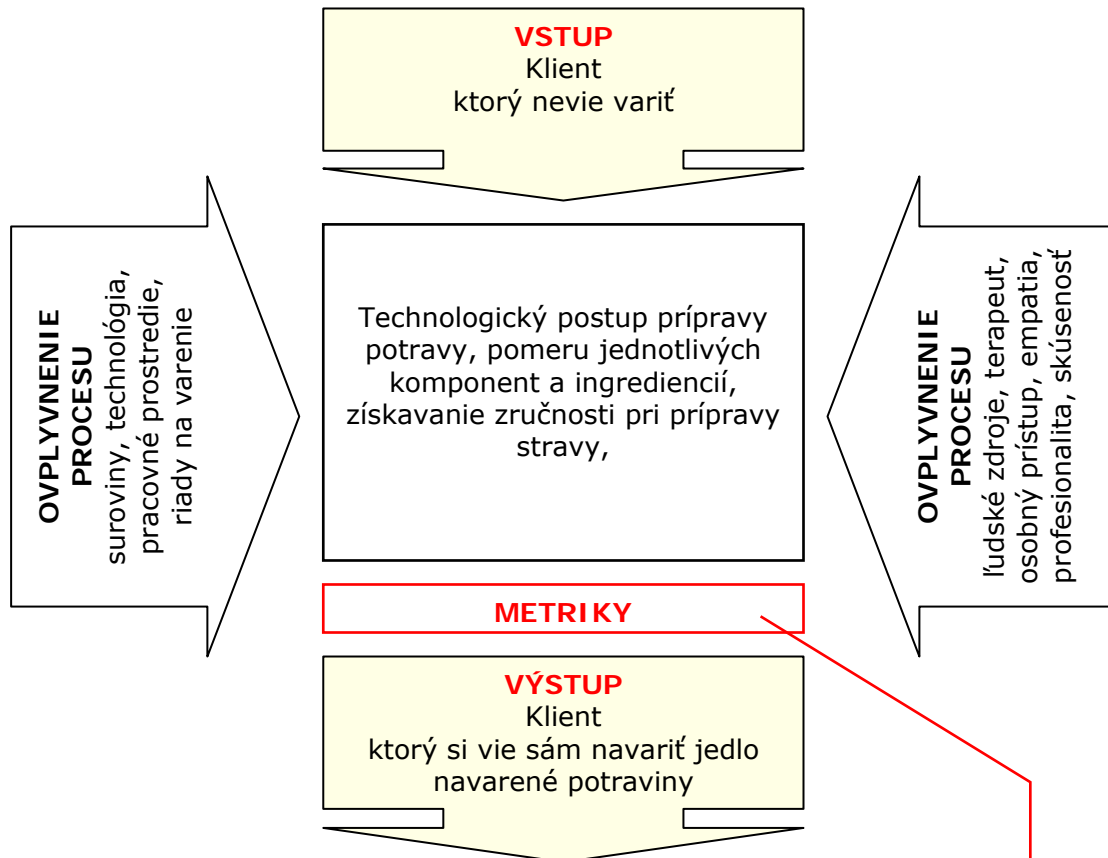 VSTUP
Klient
ktorý nevie variť
OVPLYVNENIE
PROCESU
suroviny, technológia,
pracovné prostredie,
riady na varenie
Technologický postup prípravy
potravy, pomeru jednotlivých
komponent a ingrediencií,
získavanie zručnosti pri prípravy
stravy,
OVPLYVNENIE
PROCESU
ľudské zdroje, terapeut,
osobný prístup, empatia,
profesionalita, skúsenosť
METRIKY
VÝSTUP
Klient
ktorý si vie sám navariť jedlo
navarené potraviny